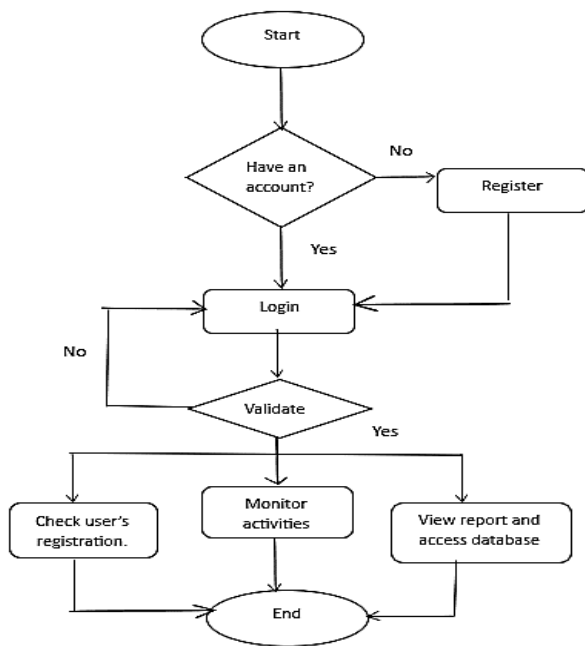 Start
Have an
account?
No
Register
Yes
Login
No
Validate
Yes
Check user's
registration.
Monitor
activities
View report and
access database
End